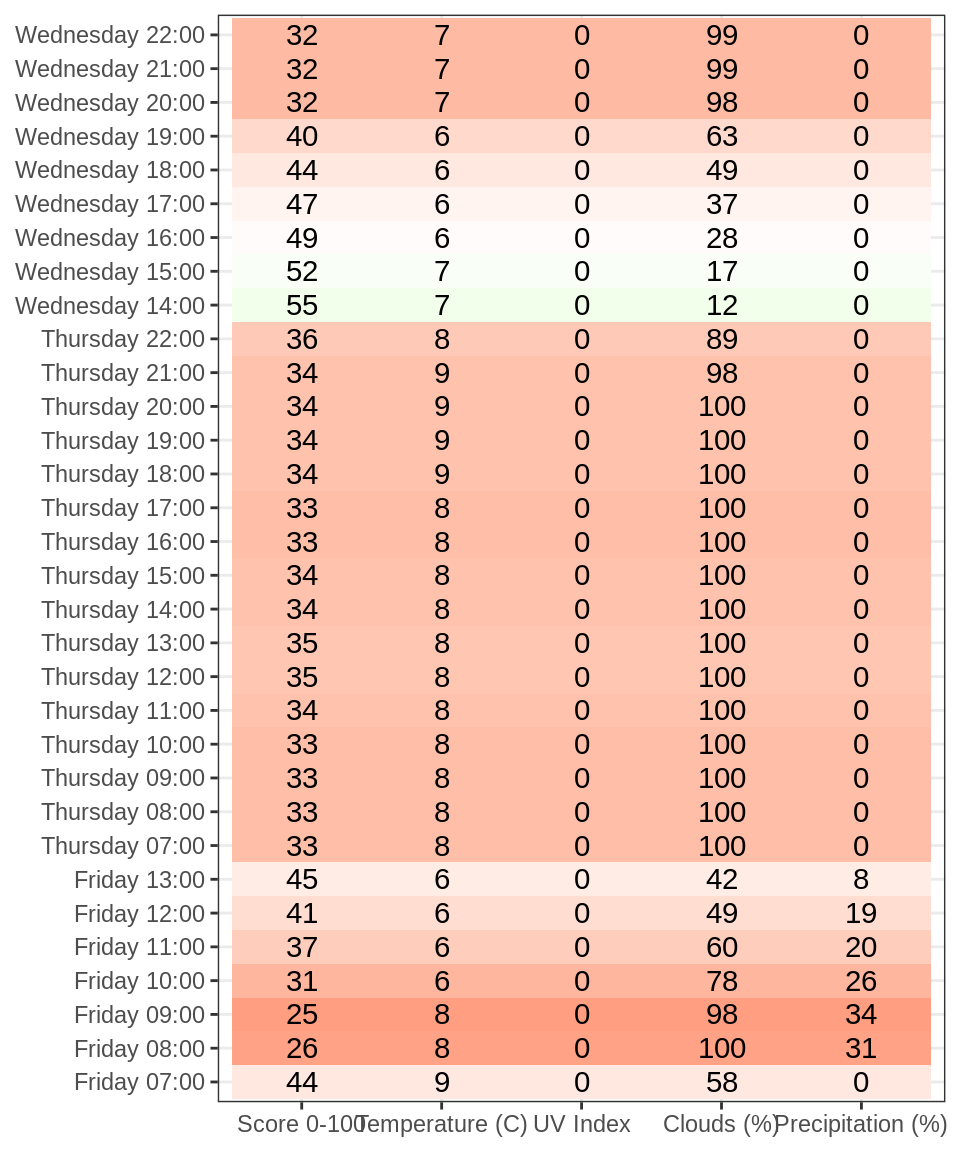 Wednesday 22:00 32 7 0 99 0
Wednesday 21:00 32 7 0 99 0
Wednesday 20:00 32 7 0 98 0
Wednesday 19:00 40 6 0 63 0
Wednesday 18:00 44 6 0 49 0
Wednesday 17:00 47 6 0 37 0
Wednesday 16:00 49 6 0 28 0
Wednesday 15:00 52 7 0 17 0
Wednesday 14:00 55 7 0 12 0
Thursday 22:00 36 8 0 89 0
Thursday 21:00 34 9 0 98 0
Thursday 20:00 34 9 0 100 0
Thursday 19:00 34 9 0 100 0
Thursday 18:00 34 9 0 100 0
Thursday 17:00 33 8 0 100 0
Thursday 16:00 33 8 0 100 0
Thursday 15:00 34 8 0 100 0
Thursday 14:00 34 8 0 100 0
Thursday 13:00 35 8 0 100 0
Thursday 12:00 35 8 0 100 0
Thursday 11:00 34 8 0 100 0
Thursday 10:00 33 8 0 100 0
Thursday 09:00 33 8 0 100 0
Thursday 08:00 33 8 0 100 0
Thursday 07:00 33 8 0 100 0
Friday 13:00 45 6 0 42 8
Friday 12:00 41 6 0 49 19
Friday 11:00 37 6 0 60 20
Friday 10:00 31 6 0 78 26
Friday 09:00 25 8 0 98 34
Friday 08:00 26 8 0 100 31
Friday 07:00 44 9 0 58 0
Score 0-100 Temperature (C) UV Index Clouds (%) Precipitation (%)